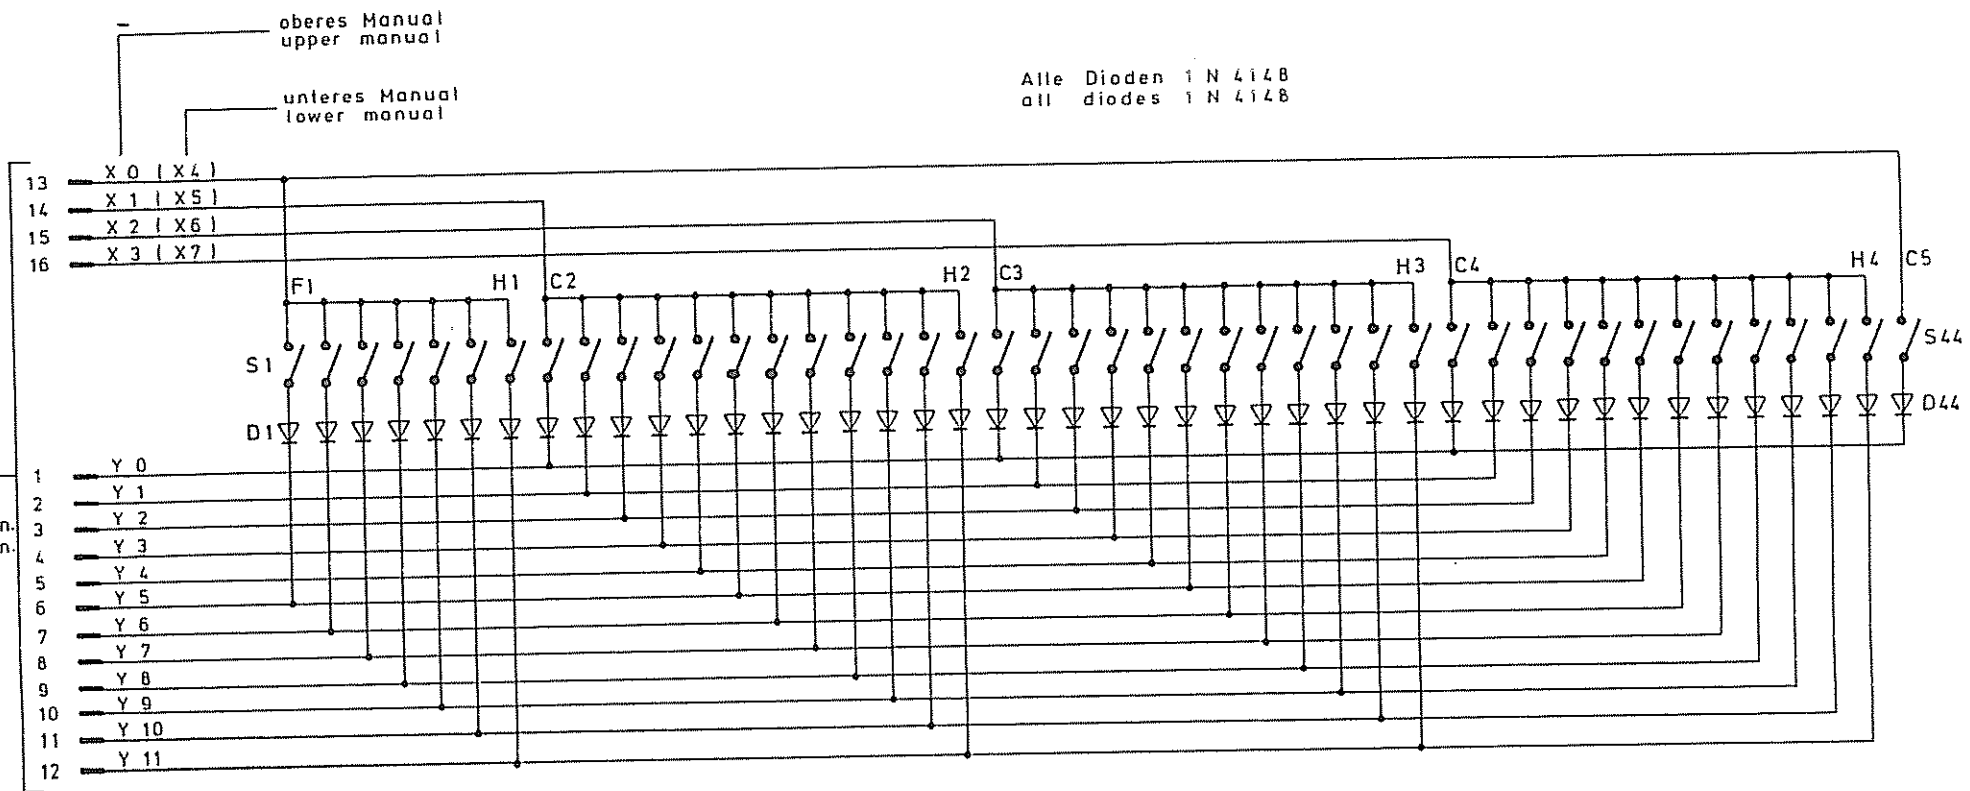 oberes Manual
upper manual
unteres Manual
lower manual
Alle Dioden 1 N 4148
all diodes 1 N 4148
13 X 0 ( X4 )
14 X 1 ( X5 )
15 X 2 ( X6 )
16 X 3 ( X7 )
F1 H1 C2 H2 C3 H3 C4 H4 C5
S1 S44
D1 D44
1 Y 0
2 Y 1
3 Y 2
4 Y 3
5 Y 4
6 Y 5
7 Y 6
8 Y 7
9 Y 8
10 Y 9
11 Y 10
12 Y 11
n.
n.